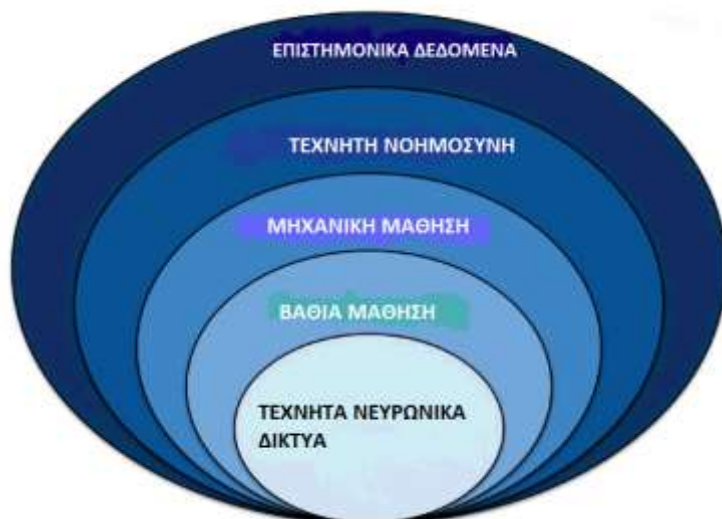 ΕΠΙΣΤΗΜΟΝΙΚΑ ΔΕΔΟΜΕΝΑ
ΤΕΧΝΗΤΗ ΝΟΗΜΟΣΥΝΗ
ΜΗΧΑΝΙΚΗ ΜΑΘΗΣΗ
ΒΑΘΙΑ ΜΑΘΗΣΗ
ΤΕΧΝΗΤΑ ΝΕΥΡΩΝΙΚΑ
ΔΙΚΤΥΑ